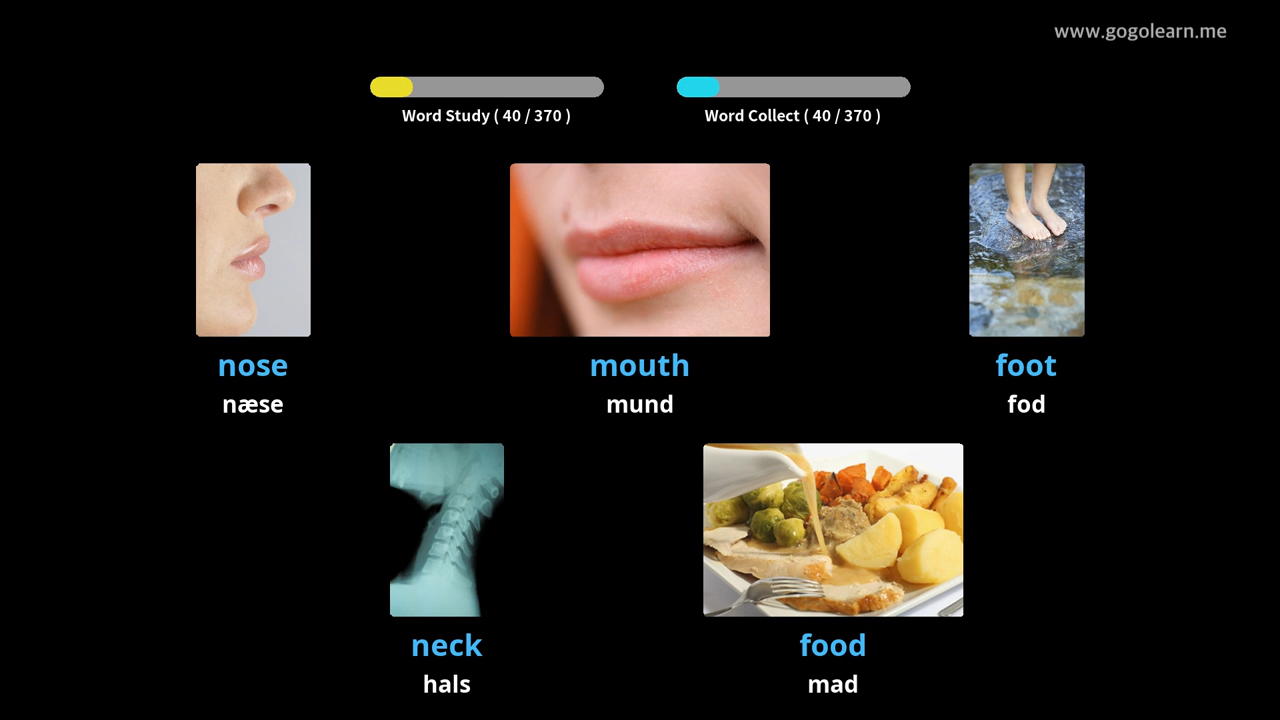 www.gogolearn.me
Word Study ( 40 / 370 )
Word Collect ( 40 / 370 )
nose
næse
mouth
mund
foot
fod
neck
hals
food
mad